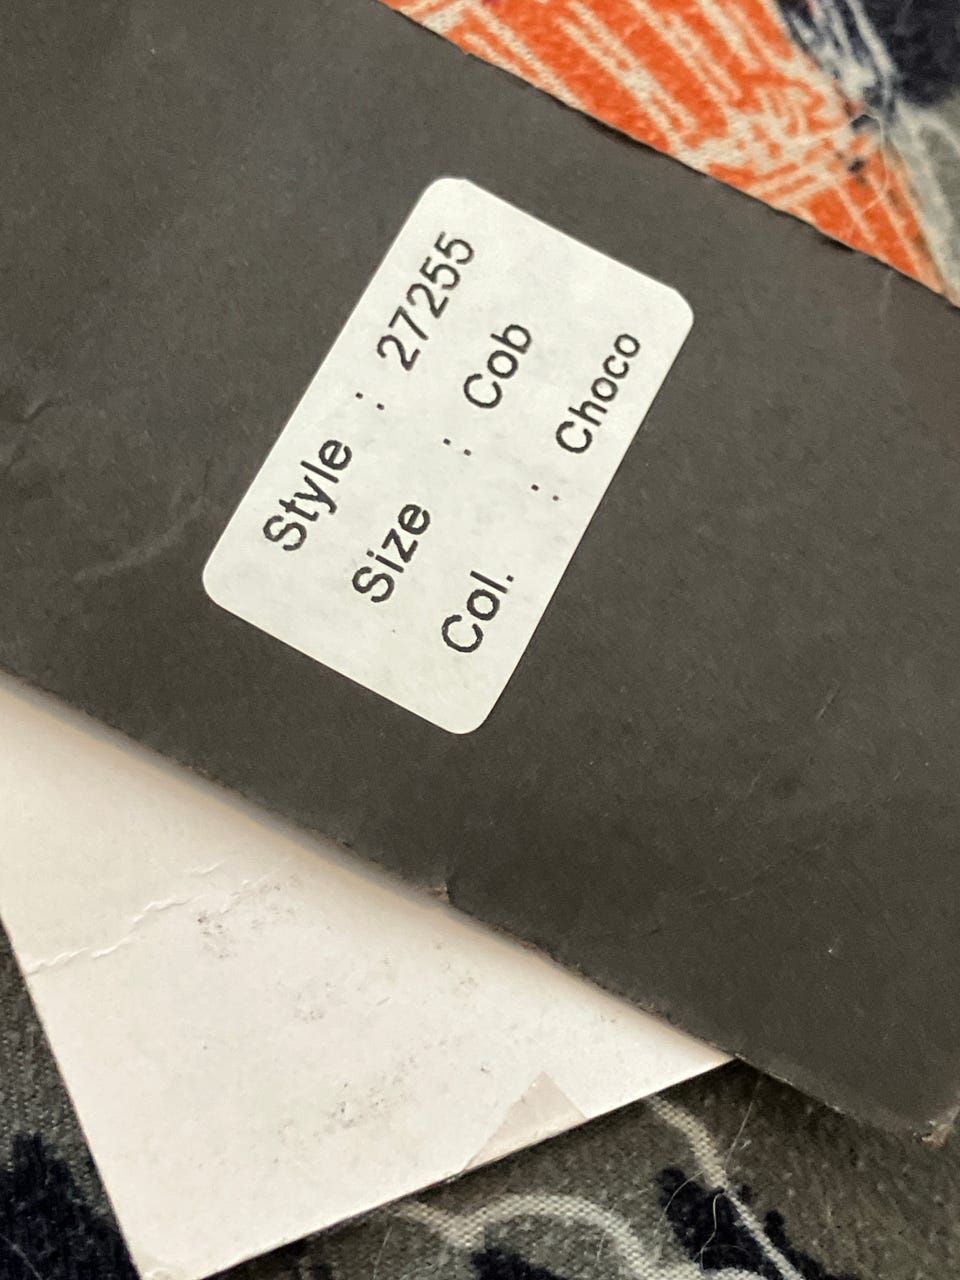 Style : 27255
Size : Cob
Col. : Choco